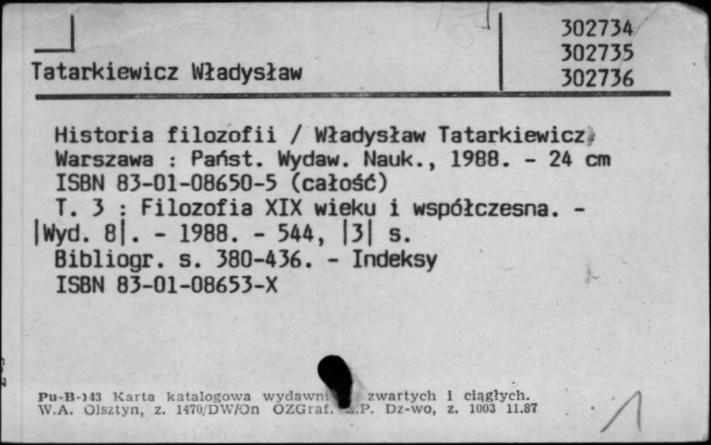 302734
302735
Tatarkiewicz Władysław 302736
Historia filozofii / Władysław Tatarkiewicz
Warszawa : Państ. Wydaw. Nauk., 1988. - 24 cm
ISBN 83-01-08650-5 (całość)
T. 3 : Filozofia XIX wieku i współczesna. -
|Wyd. 8|. - 1988. - 544, |3| s.
Bibliogr. s. 380-436. - Indeksy
ISBN 83-01-08653-X
Pu-B-143 Karta katalogowa zwartych i ciągłych.
W.A. Olsztyn, z. 1470/DW/On OZGraf. Dz-wo, z. 1003 11.87